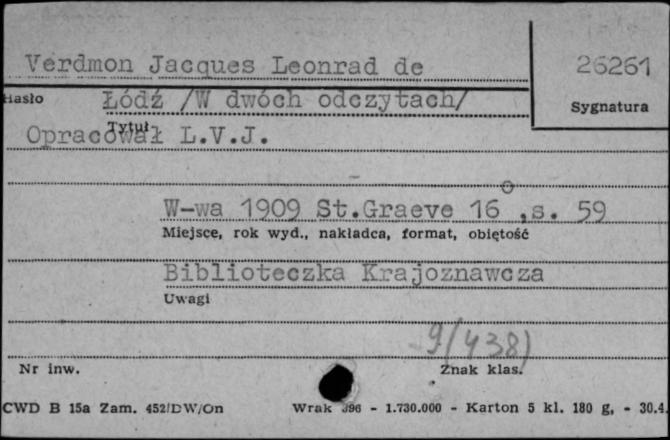 Verdmon Jacques Leonrad de
26261
Hasło
Łódź /W dwóch odczytach/
Sygnatura
Tytuł
Opracował L.V.J.
W-wa 1909 St.Graeve 16o,s. 59
Miejsce, rok wyd., nakładca, format, objętość
Biblioteczka Krajoznawcza
Uwagi
9(438)
Nr inw.
Znak klas.
CWD B 15a Zam. 452/DW/On
Wrak 396 - 1.730.000 - Karton 5 kl. 180 g, - 30.4.